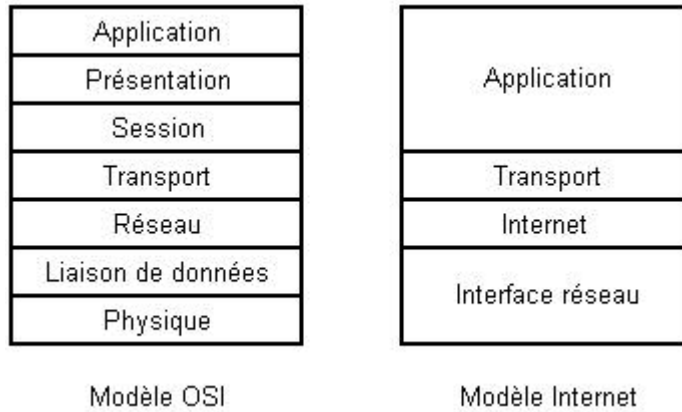 Application
Présentation
Session
Transport
Réseau
Liaison de données
Physique
Modèle OSI
Application
Transport
Internet
Interface réseau
Modèle Internet